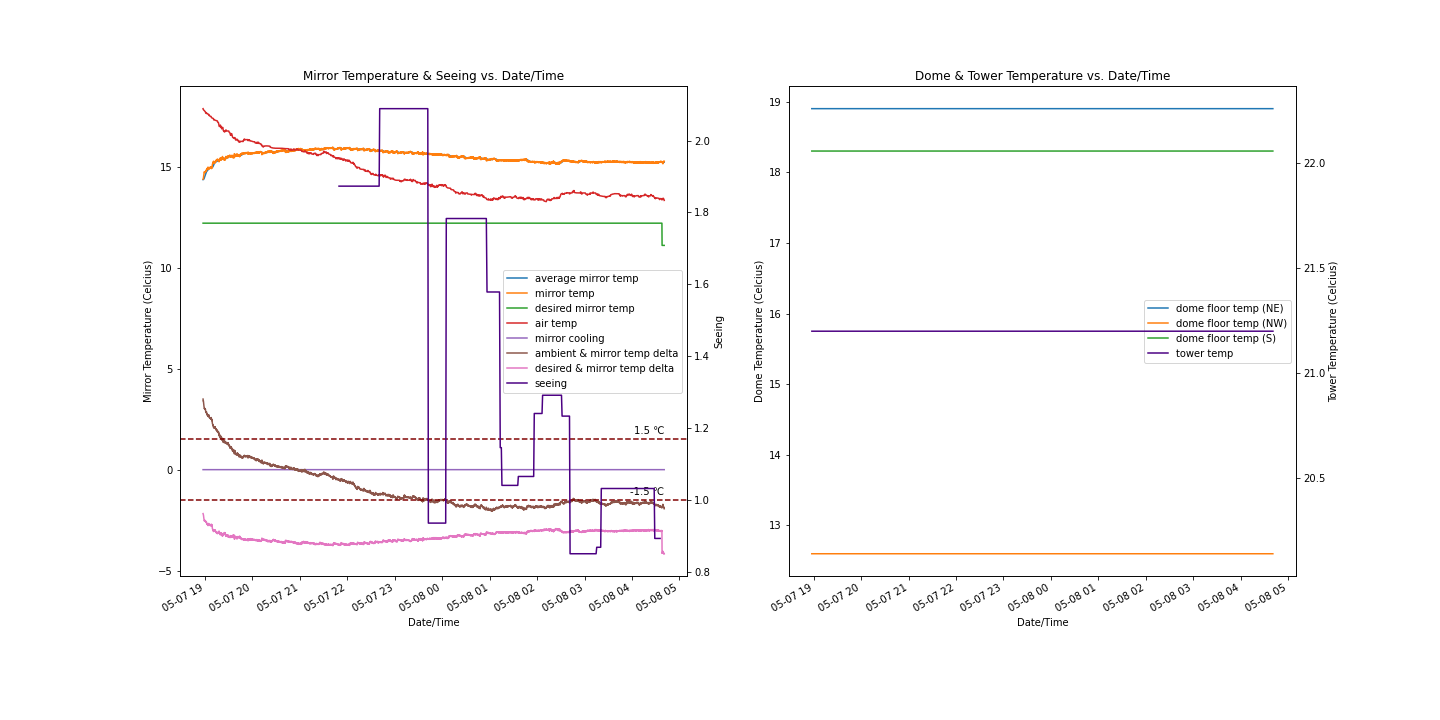 Mirror Temperature & Seeing vs. Date/Time
Mirror Temperature (Celcius)
15
10
5
0
−5
2.0
1.8
1.6
1.4
1.2
1.0
0.8
Seeing
average mirror temp
mirror temp
desired mirror temp
air temp
mirror cooling
ambient & mirror temp delta
desired & mirror temp delta
seeing
1.5 °C
-1.5 °C
05-07 19
05-07 20
05-07 21
05-07 22
05-07 23
05-08 00
05-08 01
05-08 02
05-08 03
05-08 04
05-08 05
Date/Time
Dome & Tower Temperature vs. Date/Time
Dome Temperature (Celcius)
19
18
17
16
15
14
13
22.0
21.5
21.0
20.5
Tower Temperature (Celcius)
dome floor temp (NE)
dome floor temp (NW)
dome floor temp (S)
tower temp
05-07 19
05-07 20
05-07 21
05-07 22
05-07 23
05-08 00
05-08 01
05-08 02
05-08 03
05-08 04
05-08 05
Date/Time